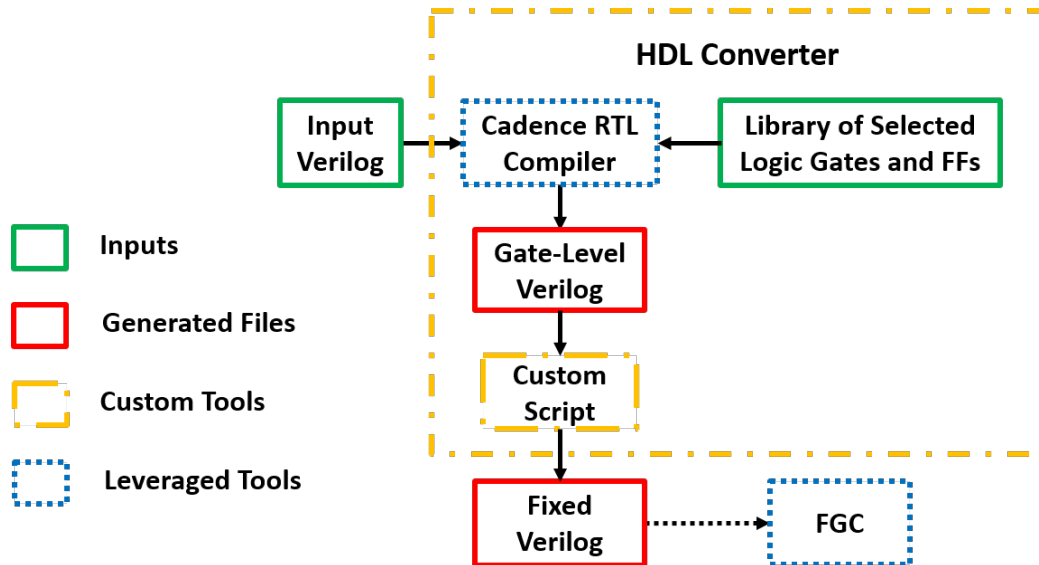 HDL Converter
Input
Verilog
Cadence RTL
Compiler
Library of Selected
Logic Gates and FFs
Gate-Level
Verilog
Custom
Script
Fixed
Verilog
FGC
Inputs
Generated Files
Custom Tools
Leveraged Tools